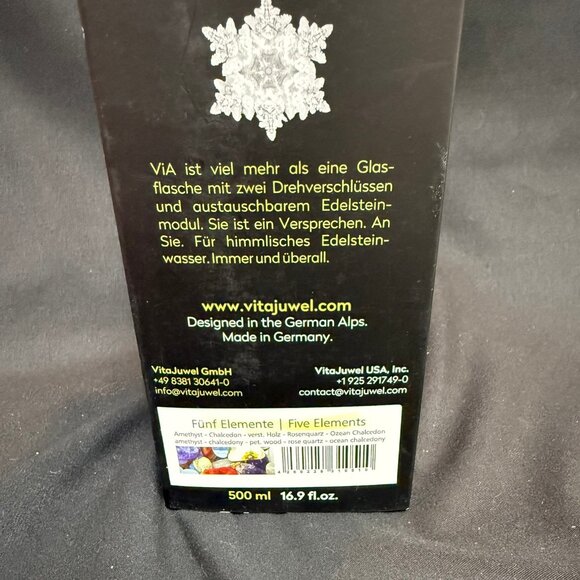 ViA ist viel mehr als eine Glas-
flasche mit zwei Drehverschlüssen
und austauschbarem Edelstein-
modul. Sie ist ein Versprechen. An
Sie. Für himmlisches Edelstein-
wasser. Immer und überall.
www.vitajuwel.com
Designed in the German Alps.
Made in Germany.
VitaJuwel GmbH
+49 8381 30641-0
info@vitajuwel.com
VitaJuwel USA, Inc.
+1 925 291749-0
contact@vitajuwel.com
Fünf Elemente | Five Elements
Amethyst - Chalcedon - verst. Holz - Rosenquarz - Ozean Chalcedon
amethyst - chalcedony - pet. wood - rose quartz - ocean chalcedony
500 ml 16.9 fl.oz.